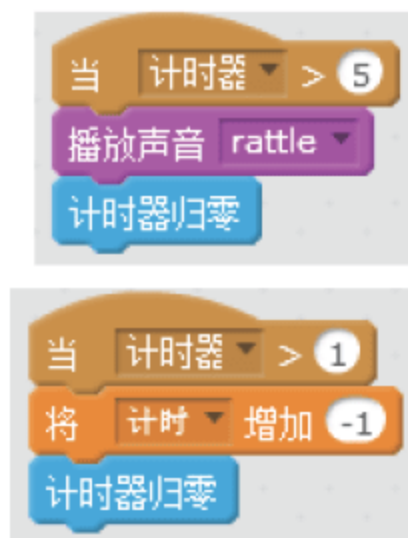 当 计时器 > 5
播放声音 rattle
计时器归零
当 计时器 > 1
将 计时 增加 -1
计时器归零